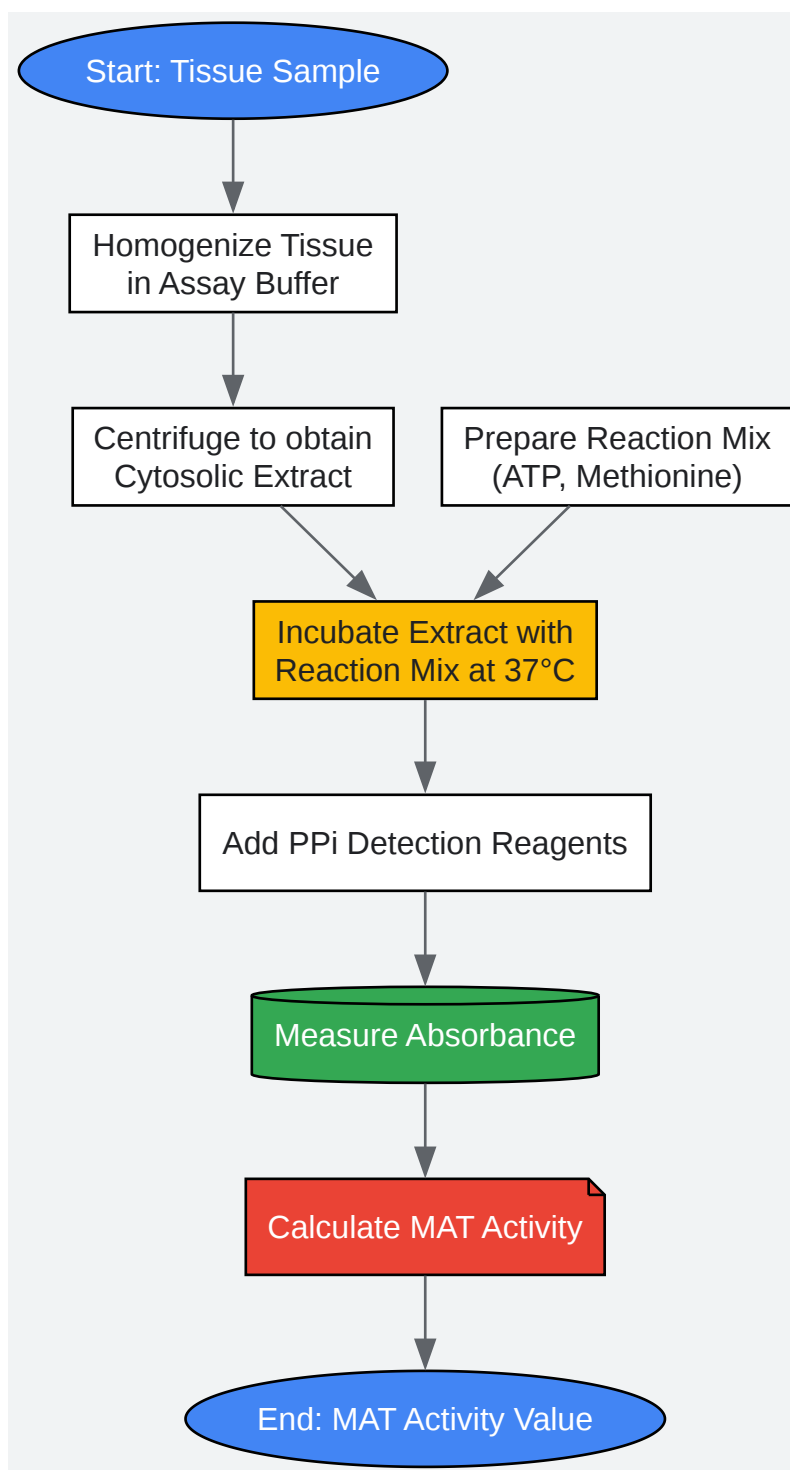 Start: Tissue Sample
Homogenize Tissue
in Assay Buffer
Centrifuge to obtain
Cytosolic Extract
Prepare Reaction Mix
(ATP, Methionine)
Incubate Extract with
Reaction Mix at 37°C
Add PPi Detection Reagents
Measure Absorbance
Calculate MAT Activity
End: MAT Activity Value